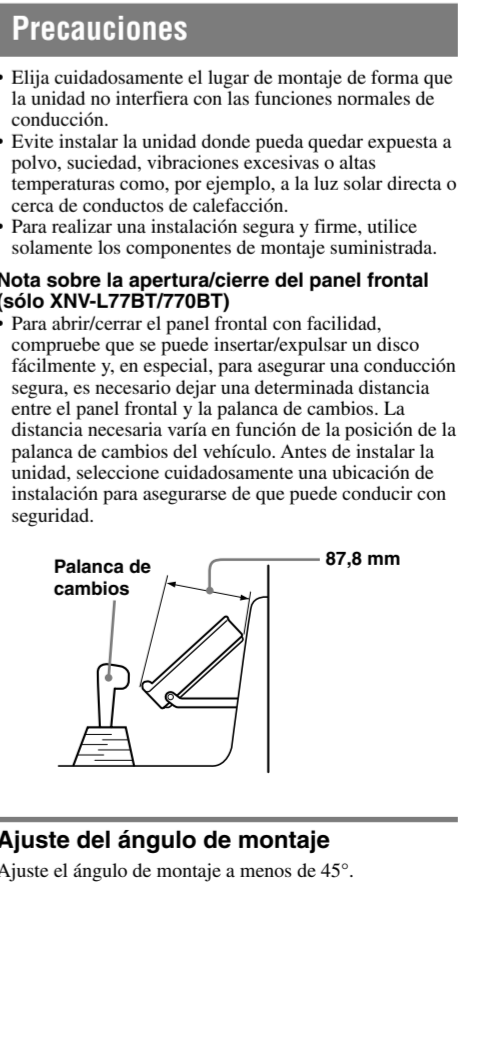 Precauciones
• Elija cuidadosamente el lugar de montaje de forma que
la unidad no interfiera con las funciones normales de
conducción.
• Evite instalar la unidad donde pueda quedar expuesta a
polvo, suciedad, vibraciones excesivas o altas
temperaturas como, por ejemplo, a la luz solar directa o
cerca de conductos de calefacción.
• Para realizar una instalación segura y firme, utilice
solamente los componentes de montaje suministrada.
Nota sobre la apertura/cierre del panel frontal
(sólo XNV-L77BT/770BT)
• Para abrir/cerrar el panel frontal con facilidad,
compruebe que se puede insertar/expulsar un disco
fácilmente y, en especial, para asegurar una conducción
segura, es necesario dejar una determinada distancia
entre el panel frontal y la palanca de cambios. La
distancia necesaria varía en función de la posición de la
palanca de cambios del vehículo. Antes de instalar la
unidad, seleccione cuidadosamente una ubicación de
instalación para asegurarse de que puede conducir con
seguridad.
Palanca de
cambios
87,8 mm
Ajuste del ángulo de montaje
Ajuste el ángulo de montaje a menos de 45°.